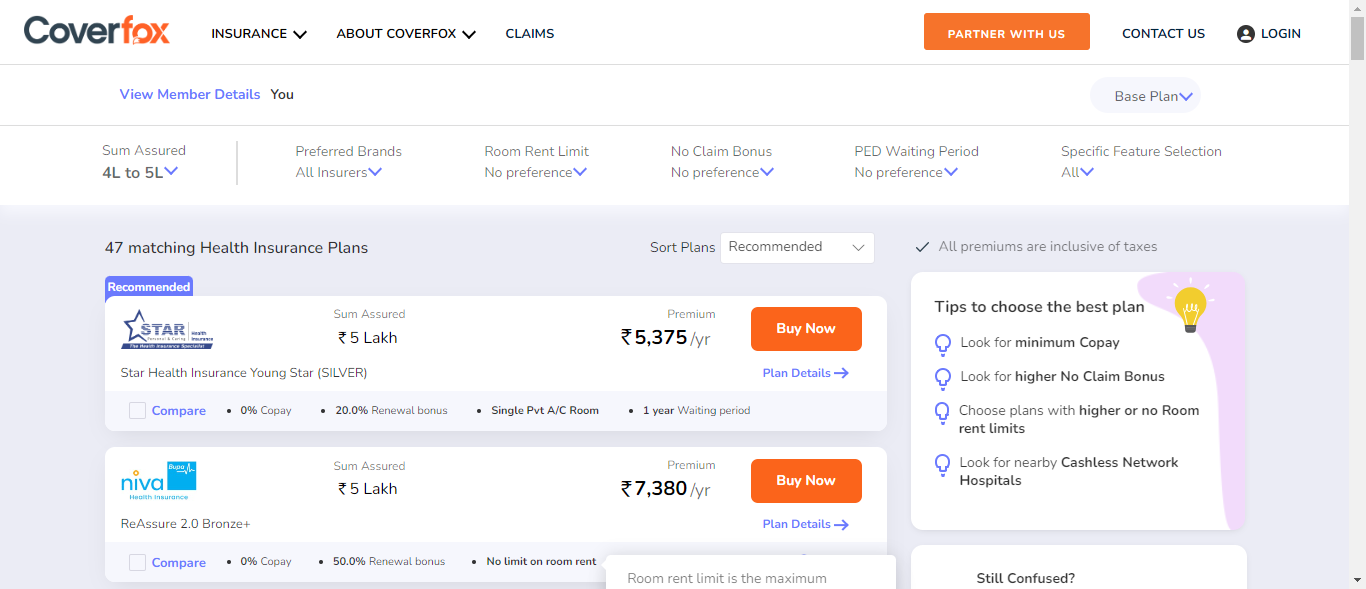 Coverfox
INSURANCE
ABOUT COVERFOX
CLAIMS
PARTNER WITH US
CONTACT US
LOGIN
View Member Details You
Base Plan
Sum Assured
4L to 5L
Preferred Brands
All Insurers
Room Rent Limit
No preference
No Claim Bonus
No preference
PED Waiting Period
No preference
Specific Feature Selection
All
47 matching Health Insurance Plans
Sort Plans
Recommended
All premiums are inclusive of taxes
Recommended
STAR
Health
Insurance
Personal & Caring
The Health Insurance Specialist
Sum Assured
₹ 5 Lakh
Premium
₹ 5,375 /yr
Buy Now
Star Health Insurance Young Star (SILVER)
Plan Details
Compare
• 0% Copay
• 20.0% Renewal bonus
• Single Pvt A/C Room
• 1 year Waiting period
niva
Bupa
Health Insurance
Sum Assured
₹ 5 Lakh
Premium
₹ 7,380 /yr
Buy Now
ReAssure 2.0 Bronze+
Plan Details
Compare
• 0% Copay
• 50.0% Renewal bonus
• No limit on room rent
Room rent limit is the maximum
Tips to choose the best plan
Look for minimum Copay
Look for higher No Claim Bonus
Choose plans with higher or no Room
rent limits
Look for nearby Cashless Network
Hospitals
Still Confused?